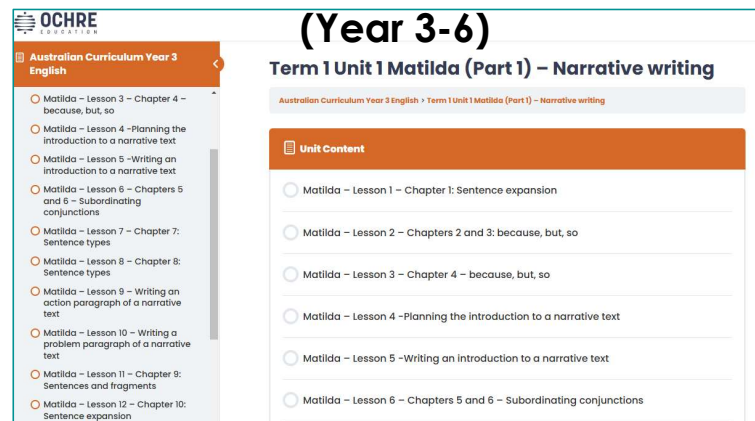 OCHRE
EDUCATION
(Year 3-6)
Australian Curriculum Year 3
English
Matilda – Lesson 3 – Chapter 4 –
because, but, so
Matilda – Lesson 4 -Planning the
introduction to a narrative text
Matilda – Lesson 5 -Writing an
introduction to a narrative text
Matilda – Lesson 6 – Chapters 5
and 6 – Subordinating
conjunctions
Matilda – Lesson 7 – Chapter 7:
Sentence types
Matilda – Lesson 8 – Chapter 8:
Sentence types
Matilda – Lesson 9 – Writing an
action paragraph of a narrative
text
Matilda – Lesson 10 – Writing a
problem paragraph of a narrative
text
Matilda – Lesson 11 – Chapter 9:
Sentences and fragments
Matilda – Lesson 12 – Chapter 10:
Sentence expansion
Term 1 Unit 1 Matilda (Part 1) – Narrative writing
Australian Curriculum Year 3 English > Term 1 Unit 1 Matilda (Part 1) – Narrative writing
Unit Content
Matilda – Lesson 1 – Chapter 1: Sentence expansion
Matilda – Lesson 2 – Chapters 2 and 3: because, but, so
Matilda – Lesson 3 – Chapter 4 – because, but, so
Matilda – Lesson 4 -Planning the introduction to a narrative text
Matilda – Lesson 5 -Writing an introduction to a narrative text
Matilda – Lesson 6 – Chapters 5 and 6 – Subordinating conjunctions